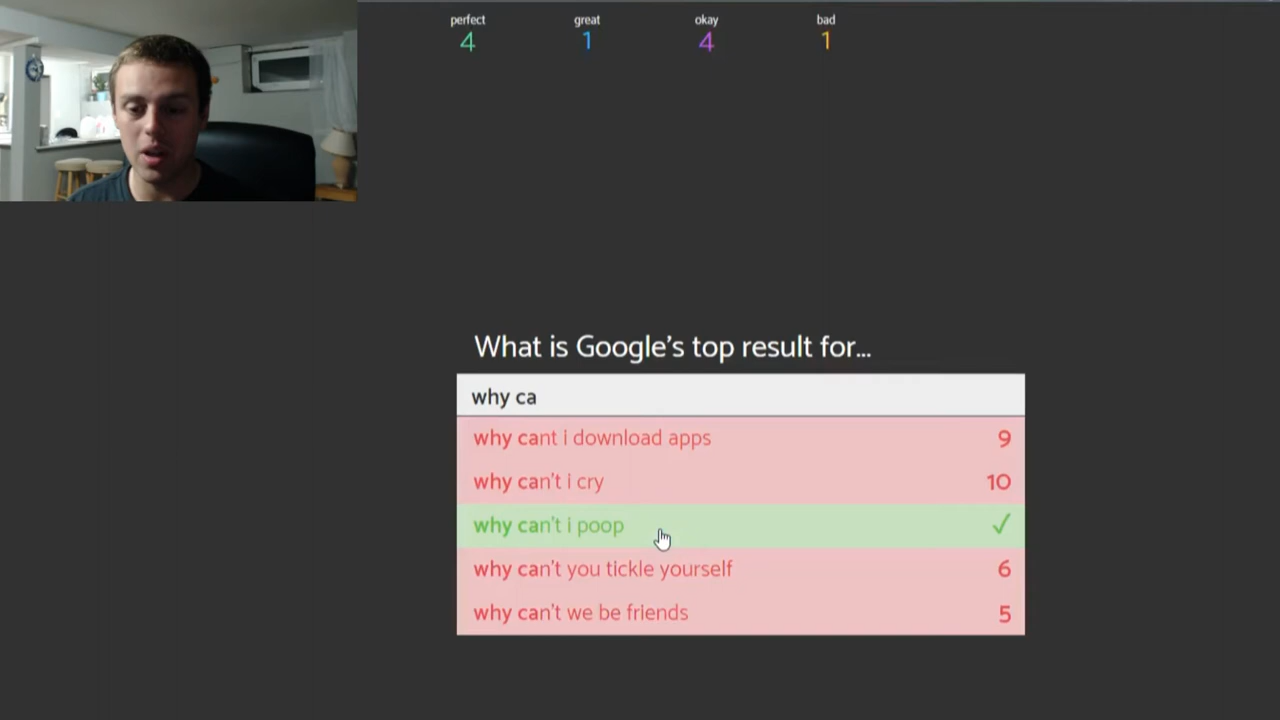 perfect great okay bad
4 1 4 1
What is Google's top result for...
why ca
why cant i download apps 9
why can't i cry 10
why can't i poop ✓
why can't you tickle yourself 6
why can't we be friends 5